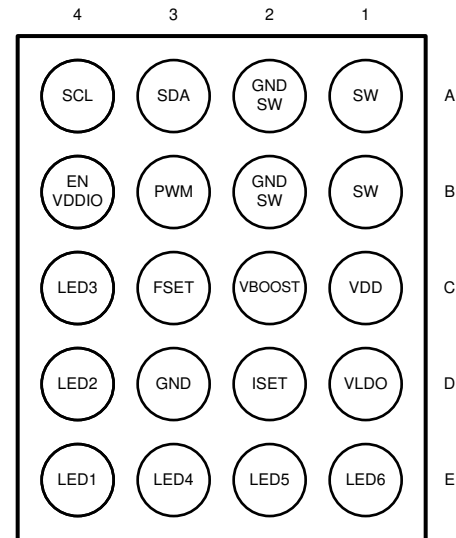 4 3 2 1
SCL SDA GND SW SW A
EN VDDIO PWM GND SW SW B
LED3 FSET VBOOST VDD C
LED2 GND ISET VLDO D
LED1 LED4 LED5 LED6 E